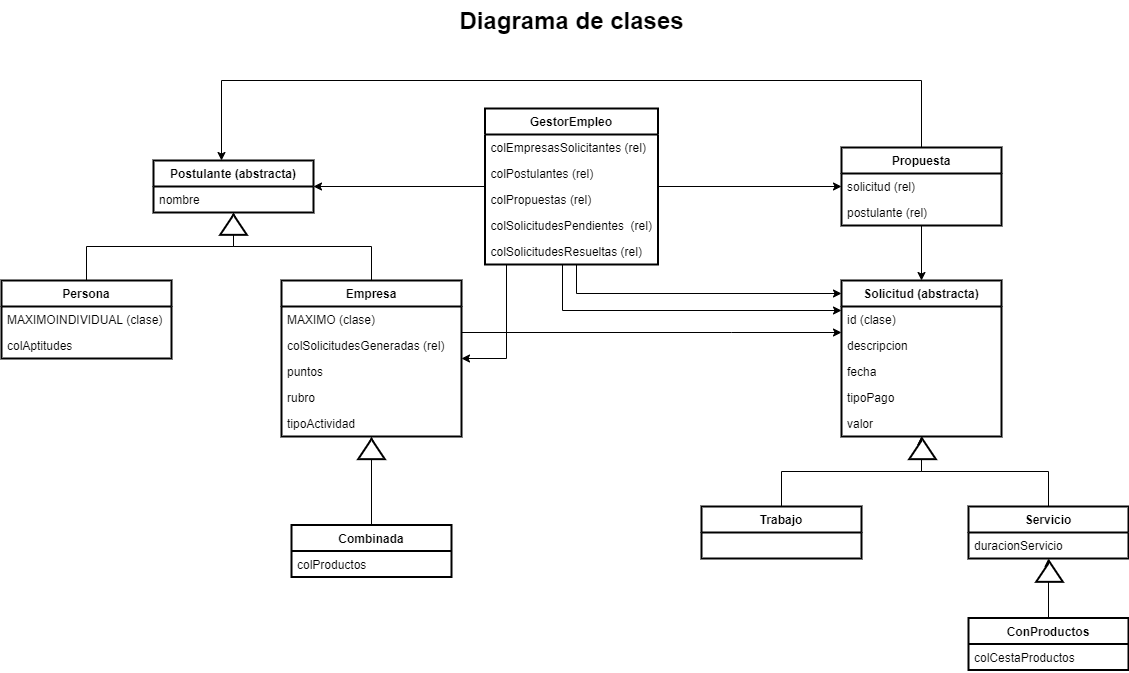 Diagrama de clases
GestorEmpleo
colEmpresasSolicitantes (rel)
colPostulantes (rel)
colPropuestas (rel)
colSolicitudesPendientes  (rel)
colSolicitudesResueltas (rel)
Propuesta
solicitud (rel)
postulante (rel)
Postulante (abstracta)
nombre
Persona
MAXIMOINDIVIDUAL (clase)
colAptitudes
Empresa
MAXIMO (clase)
colSolicitudesGeneradas (rel)
puntos
rubro
tipoActividad
Solicitud (abstracta)
id (clase)
descripcion
fecha
tipoPago
valor
Combinada
colProductos
Trabajo
Servicio
duracionServicio
ConProductos
colCestaProductos